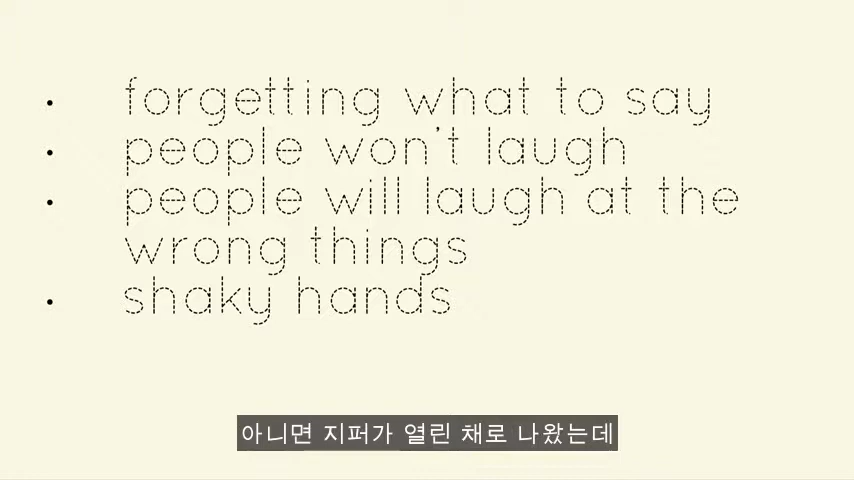 • forgetting what to say
• people won't laugh
• people will laugh at the
wrong things
• shaky hands
아니면 지퍼가 열린 채로 나왔는데